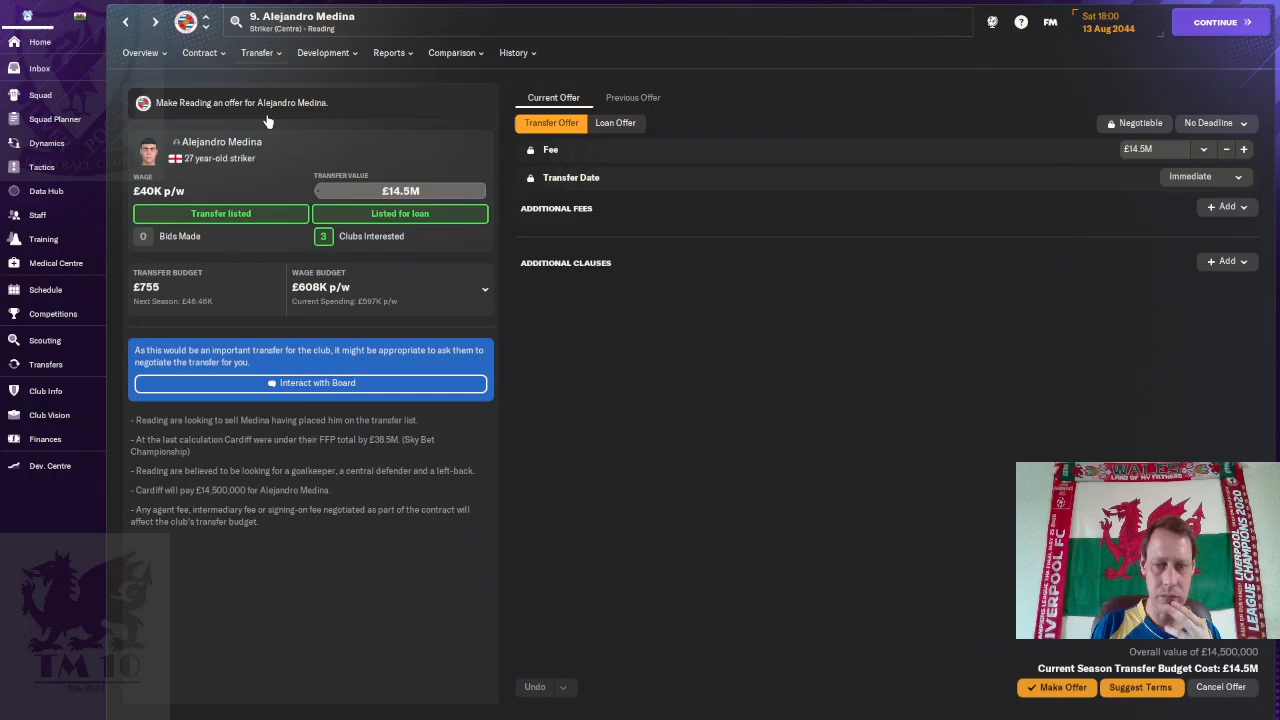 9. Alejandro Medina
Striker (Centre) - Reading
FM
Sat 18:00
13 Aug 2044
CONTINUE
Overview
Contract
Transfer
Development
Reports
Comparison
History
Home
Inbox
Squad
Squad Planner
Dynamics
Tactics
Data Hub
Staff
Training
Medical Centre
Schedule
Competitions
Scouting
Transfers
Club Info
Club Vision
Finances
Dev. Centre
Make Reading an offer for Alejandro Medina.
Alejandro Medina
27 year-old striker
WAGE
£40K p/w
TRANSFER VALUE
£14.5M
Transfer listed
Listed for loan
0 Bids Made
3 Clubs Interested
TRANSFER BUDGET
£755
Next Season: £46.46K
WAGE BUDGET
£608K p/w
Current Spending: £597K p/w
As this would be an important transfer for the club, it might be appropriate to ask them to
negotiate the transfer for you.
Interact with Board
- Reading are looking to sell Medina having placed him on the transfer list.
- At the last calculation Cardiff were under their FFP total by £38.5M. (Sky Bet
Championship)
- Reading are believed to be looking for a goalkeeper, a central defender and a left-back.
- Cardiff will pay £14,500,000 for Alejandro Medina.
- Any agent fee, intermediary fee or signing-on fee negotiated as part of the contract will
affect the club's transfer budget.
Current Offer
Previous Offer
Transfer Offer
Loan Offer
Negotiable
No Deadline
Fee
£14.5M
Transfer Date
Immediate
ADDITIONAL FEES
+ Add
ADDITIONAL CLAUSES
+ Add
WALES
LAND OF MY FATHERS
LIVERPOOL FC
LIVERPOOL
LEAGUE CHAMPIONS 2020
TM 10
Overall value of £14,500,000
Current Season Transfer Budget Cost: £14.5M
Undo
Make Offer
Suggest Terms
Cancel Offer